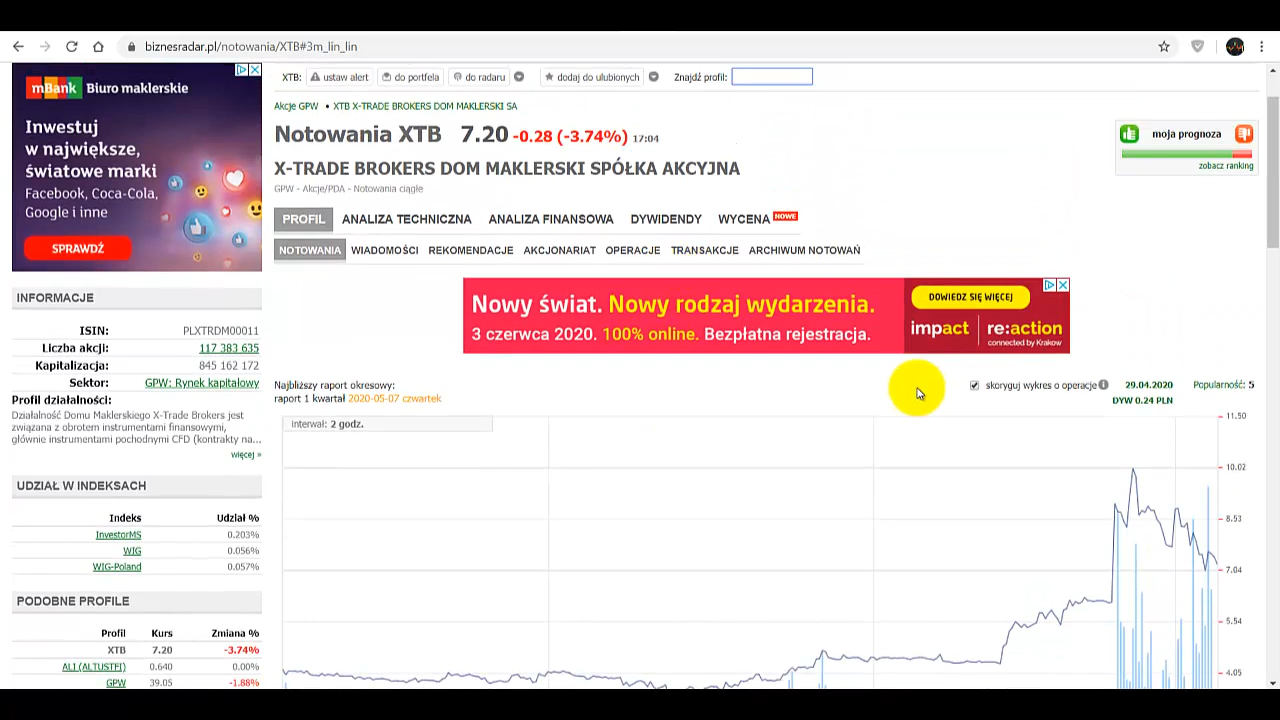 biznesradar.pl/notowania/XTB#3m_lin_lin
mBank Biuro maklerskie
Inwestuj
w największe,
światowe marki
Facebook, Coca-Cola,
Google i inne
SPRAWDŹ
XTB: ustaw alert do portfela do radaru dodaj do ulubionych Znajdź profil:
Akcje GPW • XTB X-TRADE BROKERS DOM MAKLERSKI SA
Notowania XTB 7.20 -0.28 (-3.74%) 17:04
X-TRADE BROKERS DOM MAKLERSKI SPÓŁKA AKCYJNA
GPW - Akcje/PDA - Notowania ciągłe
moja prognoza
zobacz ranking
PROFIL ANALIZA TECHNICZNA ANALIZA FINANSOWA DYWIDENDY WYCENA NOWE
NOTOWANIA WIADOMOŚCI REKOMENDACJE AKCJONARIAT OPERACJE TRANSAKCJE ARCHIWUM NOTOWAŃ
Nowy świat. Nowy rodzaj wydarzenia.
3 czerwca 2020. 100% online. Bezpłatna rejestracja.
DOWIEDZ SIĘ WIĘCEJ
impact re:action
connected by Krakow
INFORMACJE
ISIN: PLXTRDM00011
Liczba akcji: 117 383 635
Kapitalizacja: 845 162 172
Sektor: GPW: Rynek kapitałowy
Profil działalności:
Działalność Domu Maklerskiego X-Trade Brokers jest
związana z obrotem instrumentami finansowymi,
głównie instrumentami pochodnymi CFD (kontrakty na...
więcej »
UDZIAŁ W INDEKSACH
Indeks Udział %
InvestorMS 0.203%
WIG 0.056%
WIG-Poland 0.057%
PODOBNE PROFILE
Profil Kurs Zmiana %
XTB 7.20 -3.74%
ALI (ALTUSTFI) 0.640 0.00%
GPW 39.05 -1.88%
Najbliższy raport okresowy:
raport 1 kwartał 2020-05-07 czwartek
skoryguj wykres o operacje 29.04.2020 Popularność: 5
DYW 0.24 PLN
Interwał: 2 godz.
11.50
10.02
8.53
7.04
5.54
4.05